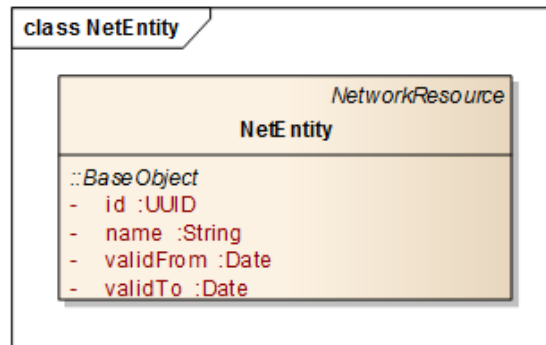 class NetEntity
NetworkResource
NetEntity
::BaseObject
- id :UUID
- name :String
- validFrom :Date
- validTo :Date